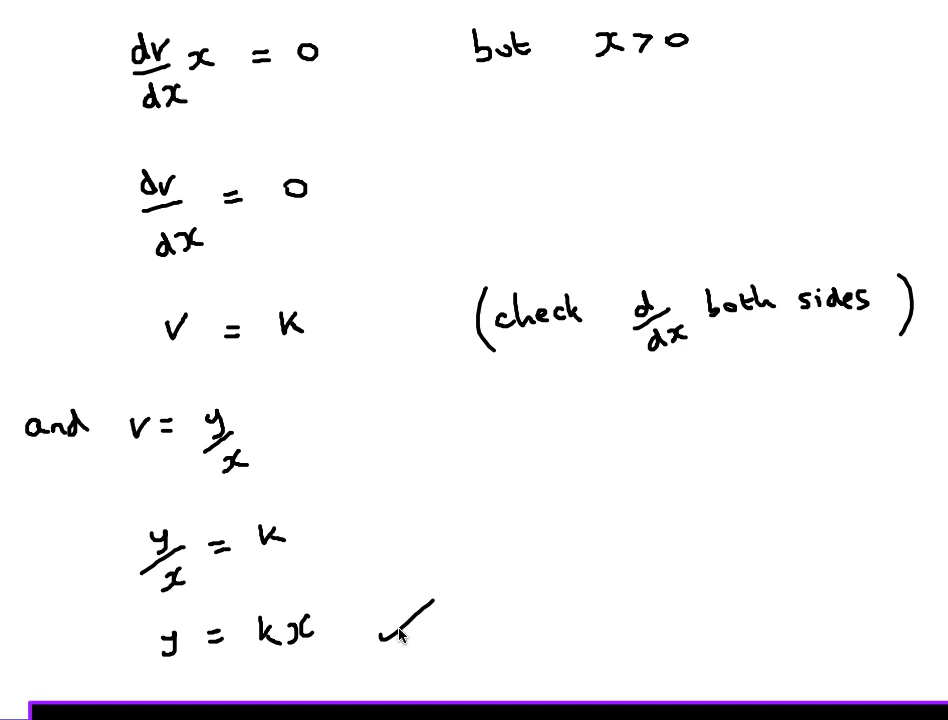 dv/dx x = 0 but x > 0
dv/dx = 0
v = k (check d/dx both sides)
and v = y/x
y/x = k
y = kx ✓